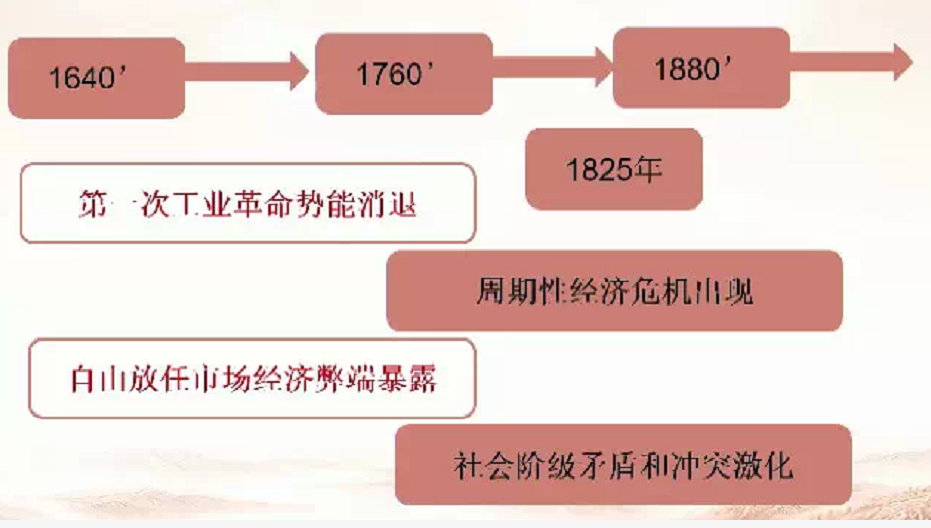 1640’
1760’
1880’
1825年
第一次工业革命势能消退
周期性经济危机出现
自由放任市场经济弊端暴露
社会阶级矛盾和冲突激化